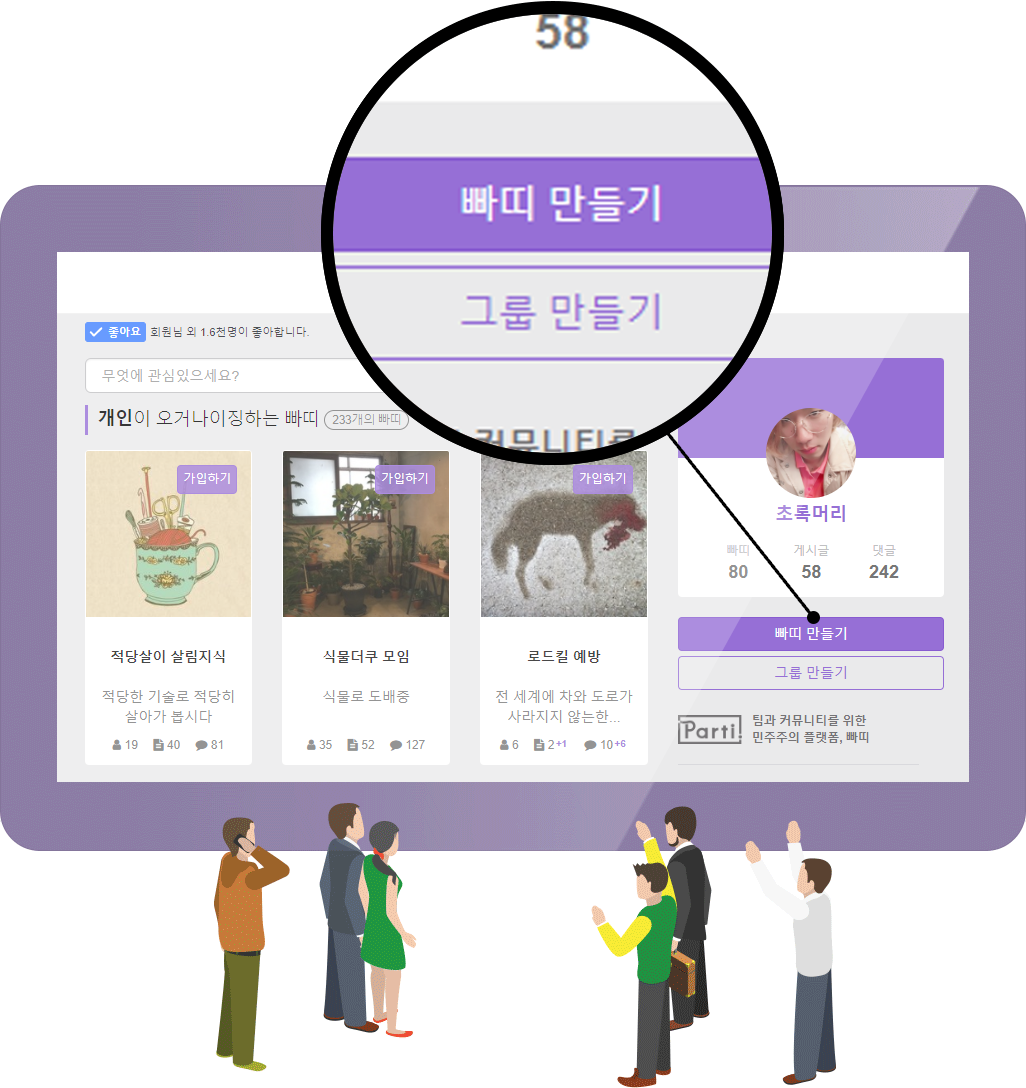 58
빠띠 만들기
그룹 만들기
커뮤니티를
좋아요 회원님 외 1.6천명이 좋아합니다.
무엇에 관심있으세요?
개인이 오거나이징하는 빠띠 233개의 빠띠
가입하기
적당살이 살림지식
적당한 기술로 적당히
살아가 봅시다
19 40 81
가입하기
식물더쿠 모임
식물로 도배중
35 52 127
가입하기
로드킬 예방
전 세계에 차와 도로가
사라지지 않는한...
6 2+1 10+6
초록머리
빠띠 게시글 댓글
80 58 242
빠띠 만들기
그룹 만들기
Parti
팀과 커뮤니티를 위한
민주주의 플랫폼, 빠띠